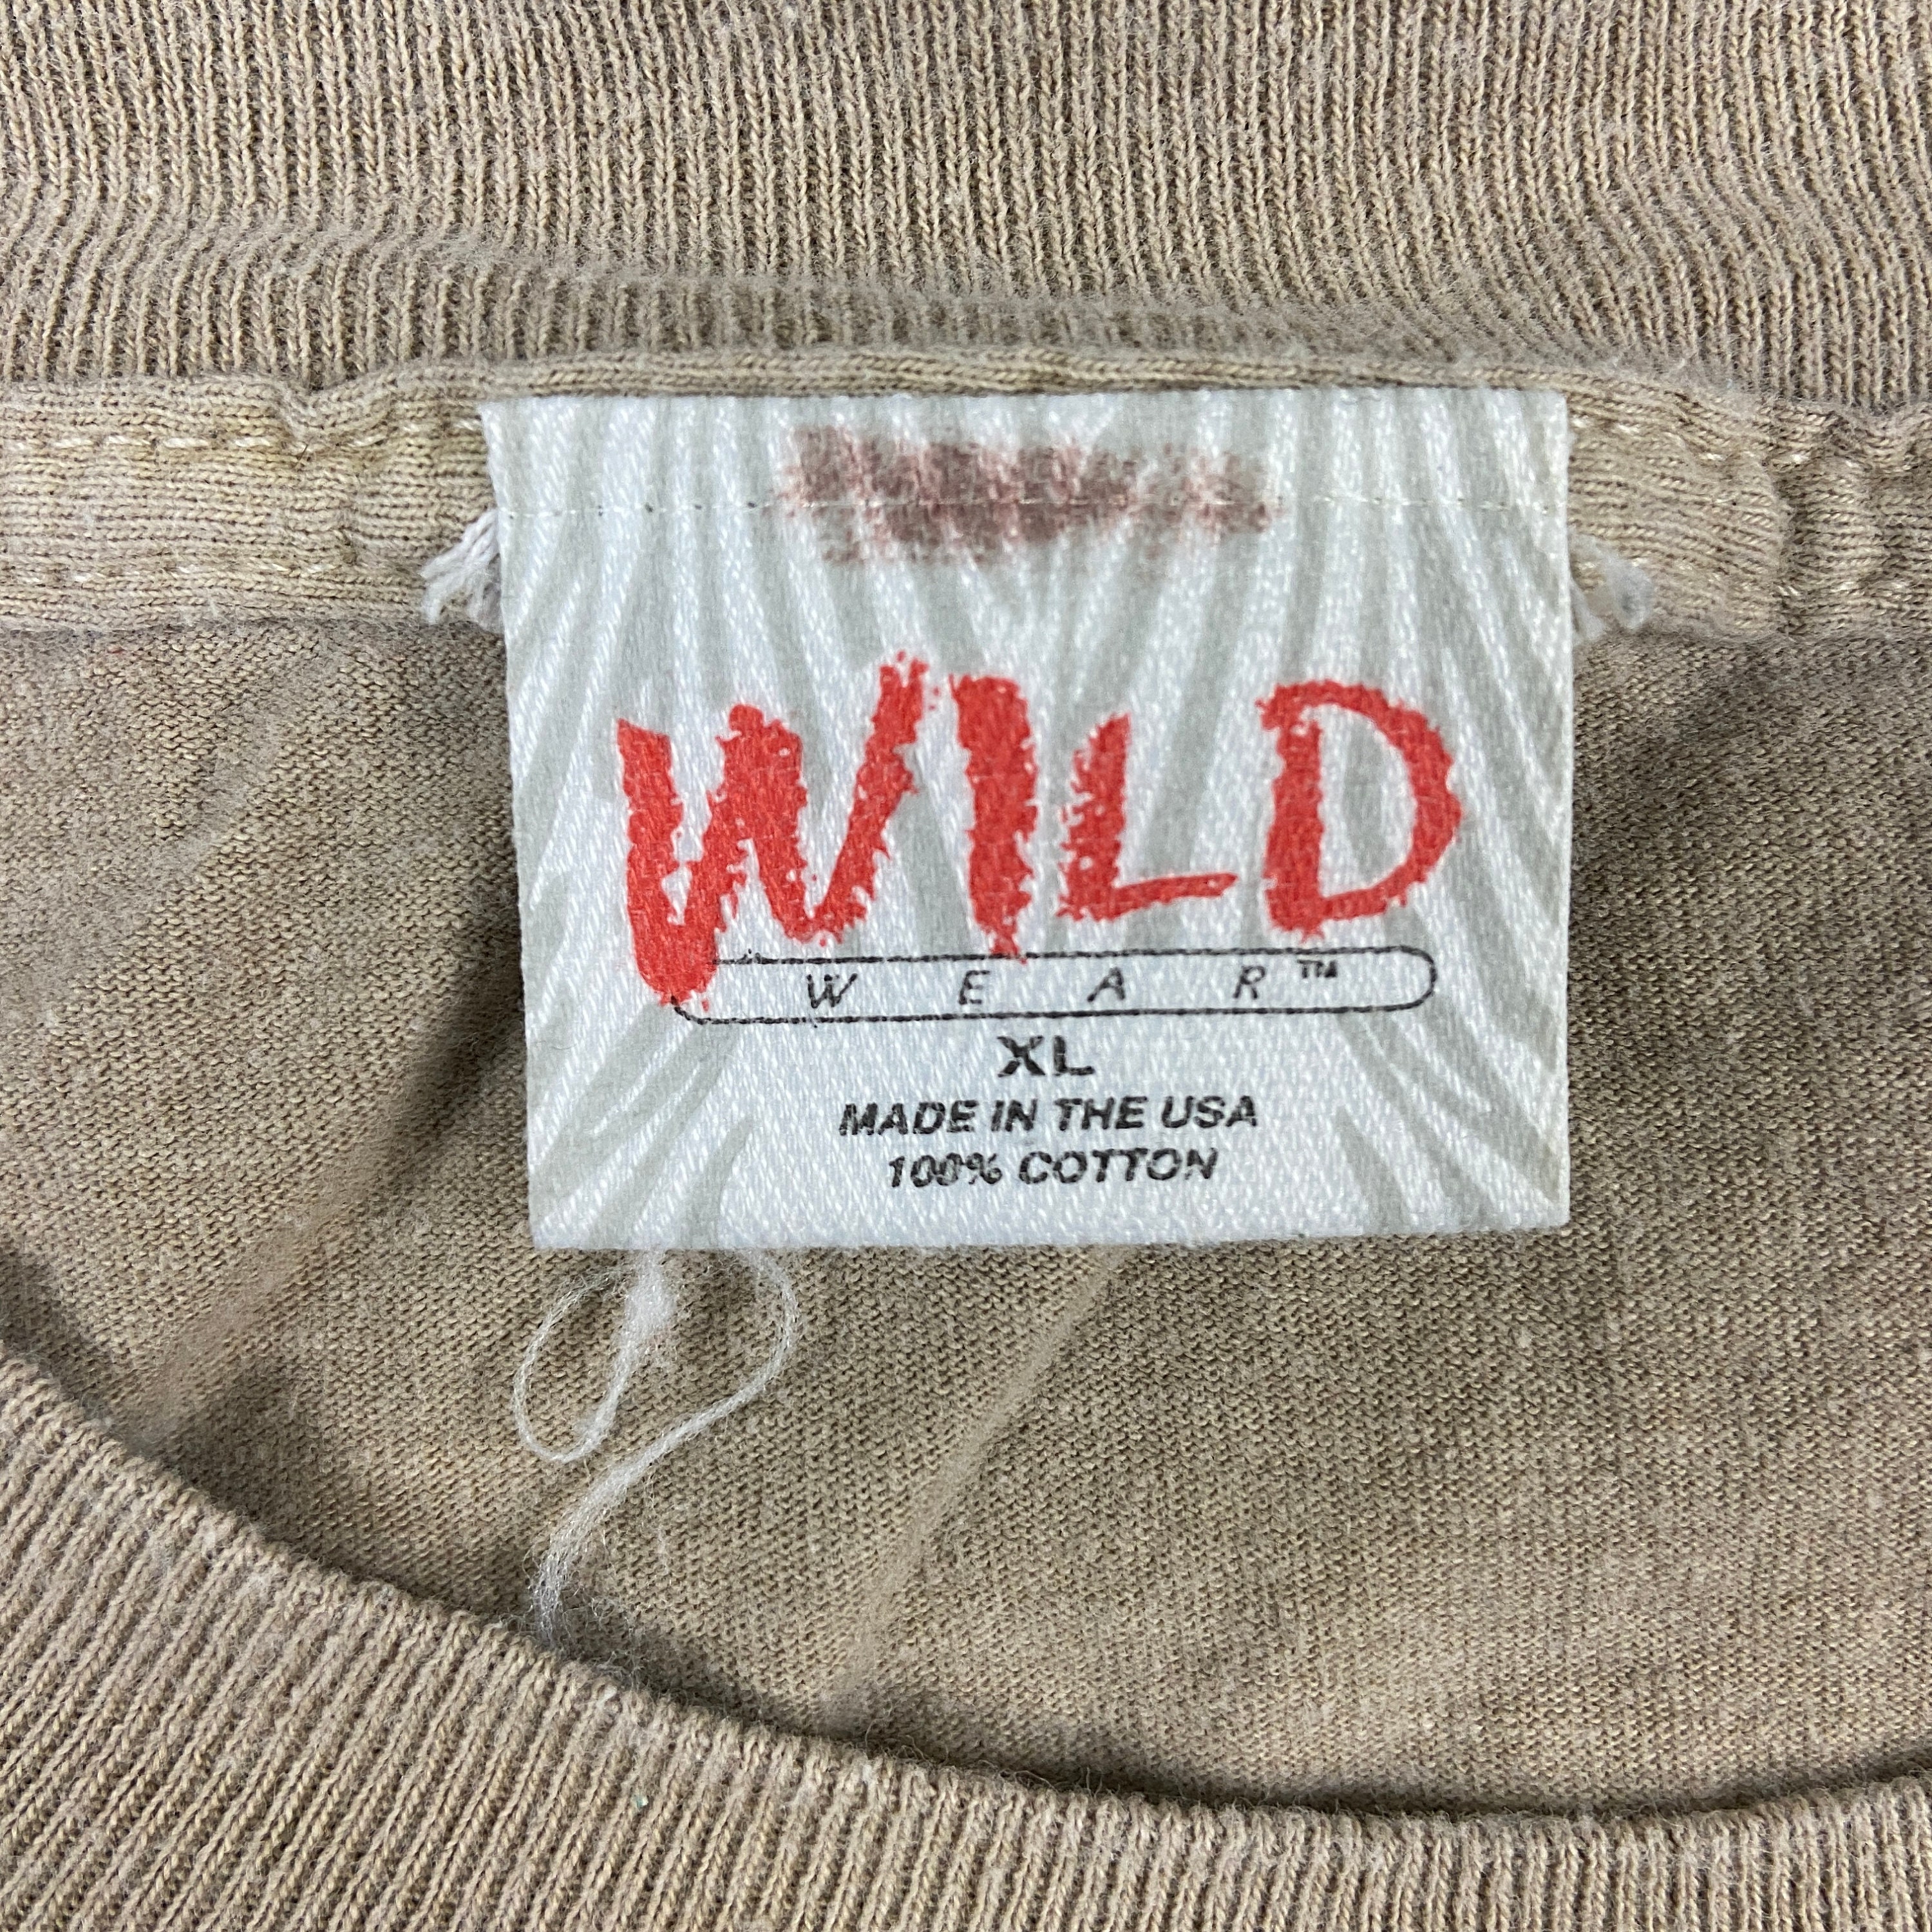 WILD
WEAR™
XL
MADE IN THE USA
100% COTTON